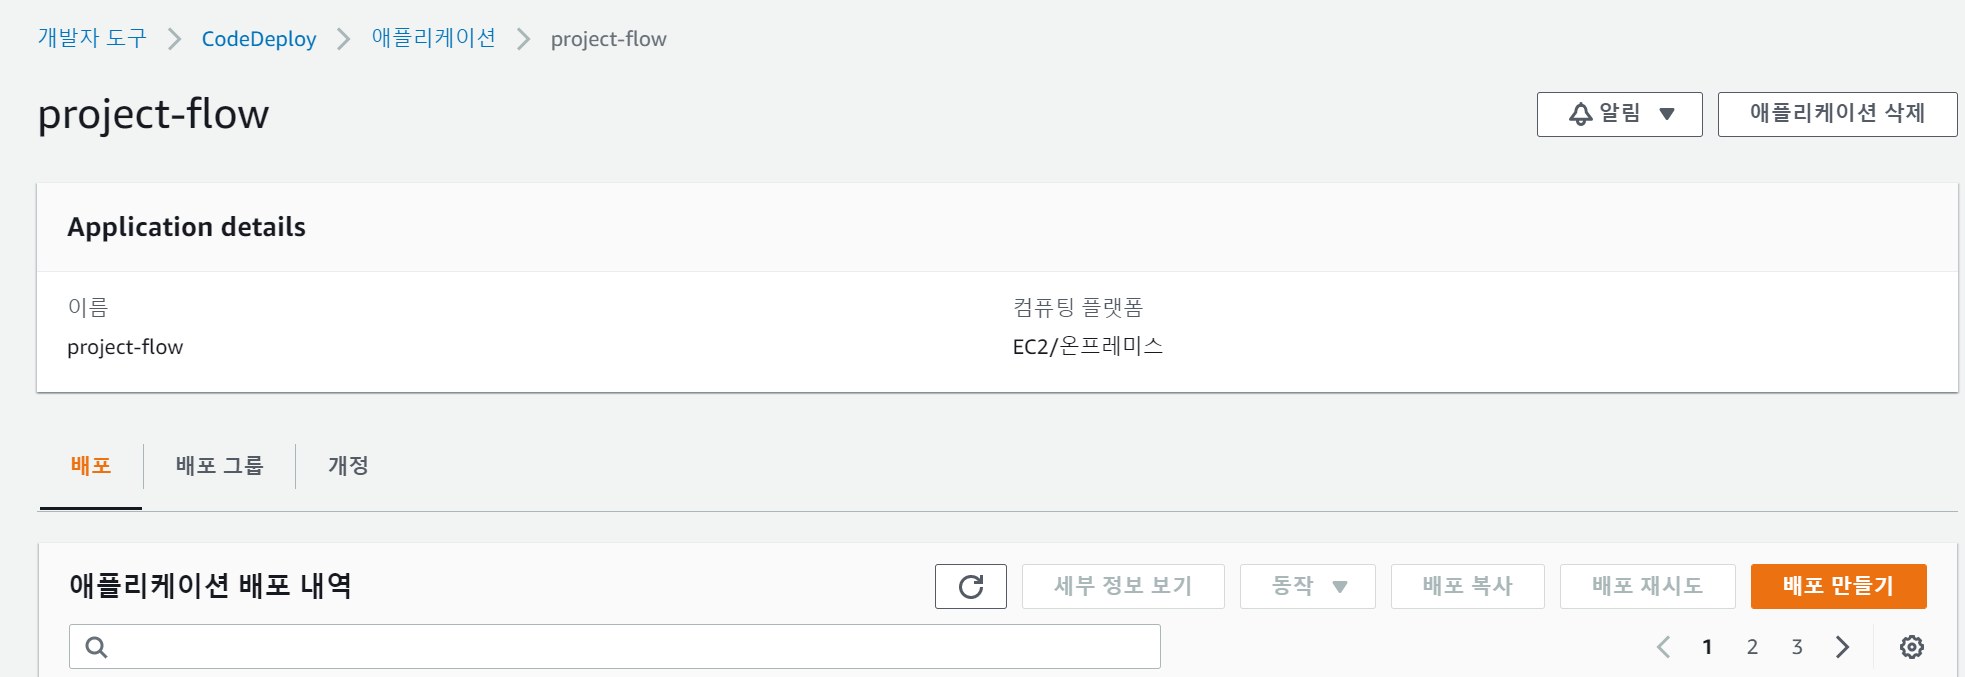 개발자 도구 CodeDeploy 애플리케이션 project-flow
project-flow
알림 애플리케이션 삭제
Application details
이름 컴퓨팅 플랫폼
project-flow EC2/온프레미스
배포 배포 그룹 개정
애플리케이션 배포 내역 세부 정보 보기 동작 배포 복사 배포 재시도 배포 만들기
1 2 3